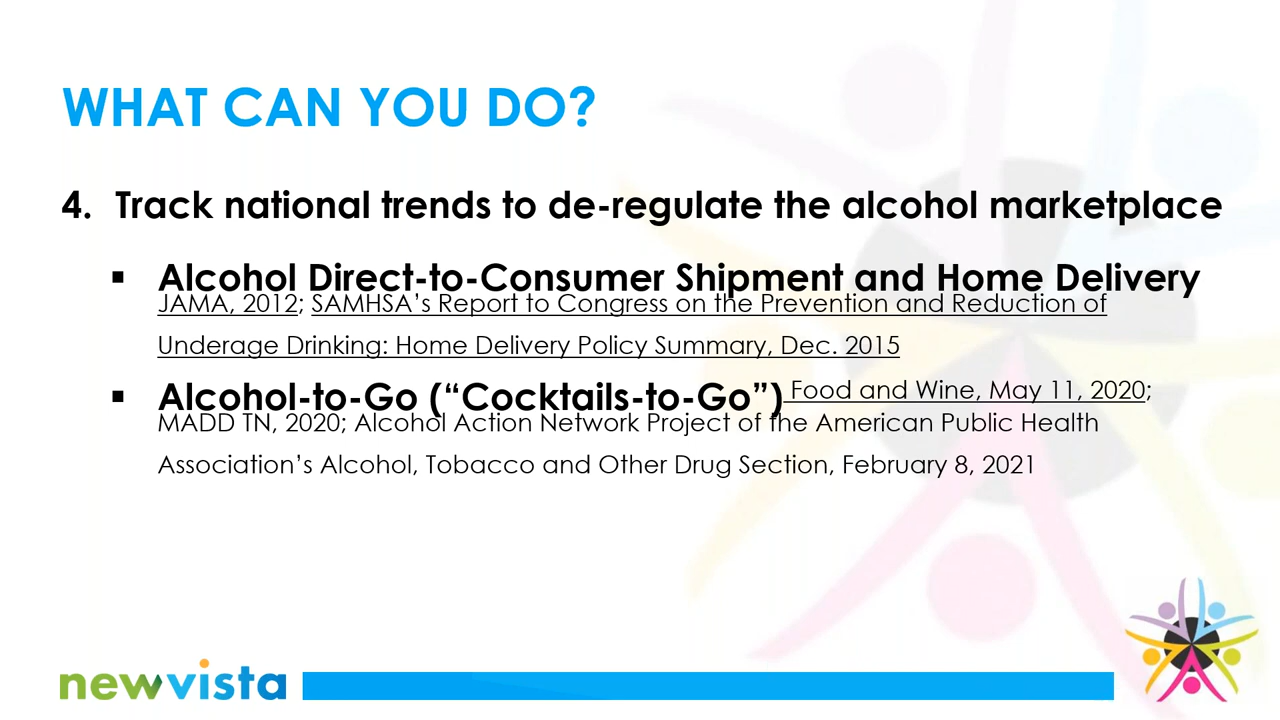 WHAT CAN YOU DO?
4. Track national trends to de-regulate the alcohol marketplace
▪ Alcohol Direct-to-Consumer Shipment and Home Delivery
JAMA, 2012; SAMHSA’s Report to Congress on the Prevention and Reduction of
Underage Drinking: Home Delivery Policy Summary, Dec. 2015
▪ Alcohol-to-Go (“Cocktails-to-Go”) Food and Wine, May 11, 2020;
MADD TN, 2020; Alcohol Action Network Project of the American Public Health
Association’s Alcohol, Tobacco and Other Drug Section, February 8, 2021
newvista